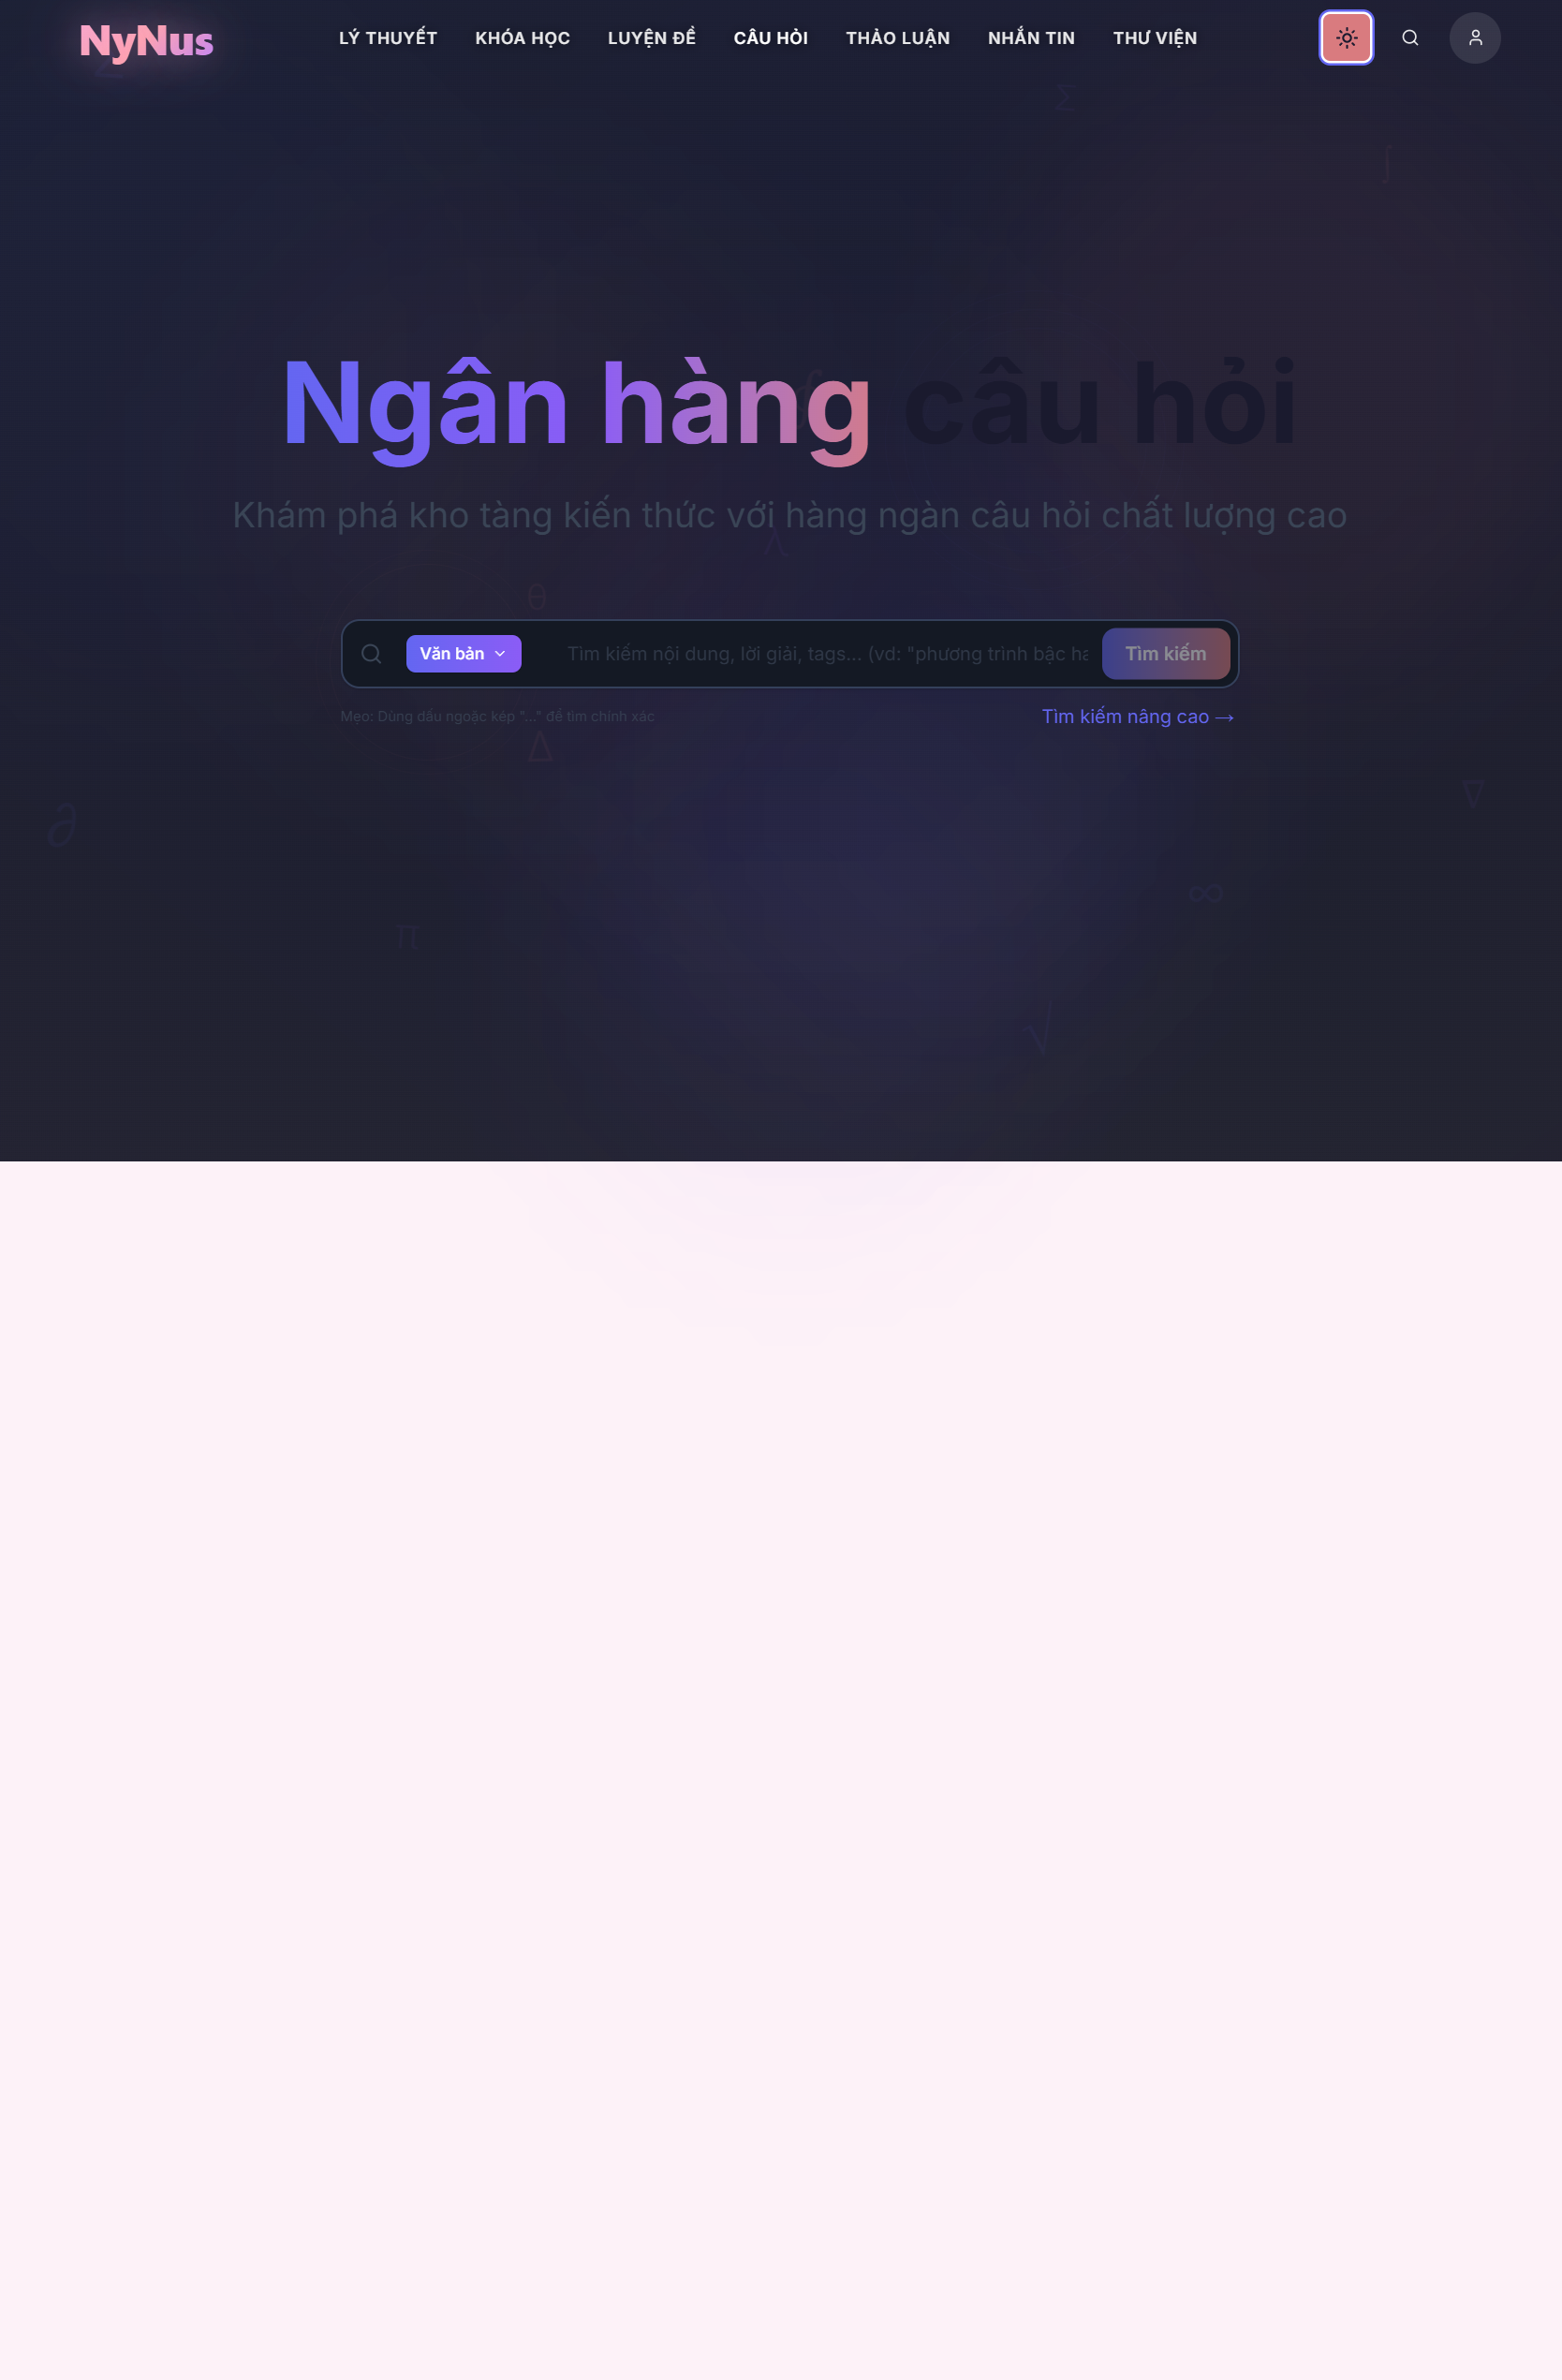 NyNus
LÝ THUYẾT
KHÓA HỌC
LUYỆN ĐỀ
CÂU HỎI
THẢO LUẬN
NHẮN TIN
THƯ VIỆN
Σ
∫
Ngân hàng câu hỏi
Khám phá kho tàng kiến thức với hàng ngàn câu hỏi chất lượng cao
λ
θ
Văn bản
Tìm kiếm nội dung, lời giải, tags... (vd: "phương trình bậc ha
Tìm kiếm
Mẹo: Dùng dấu ngoặc kép "..." để tìm chính xác
Tìm kiếm nâng cao →
Δ
∇
∂
∞
π
√